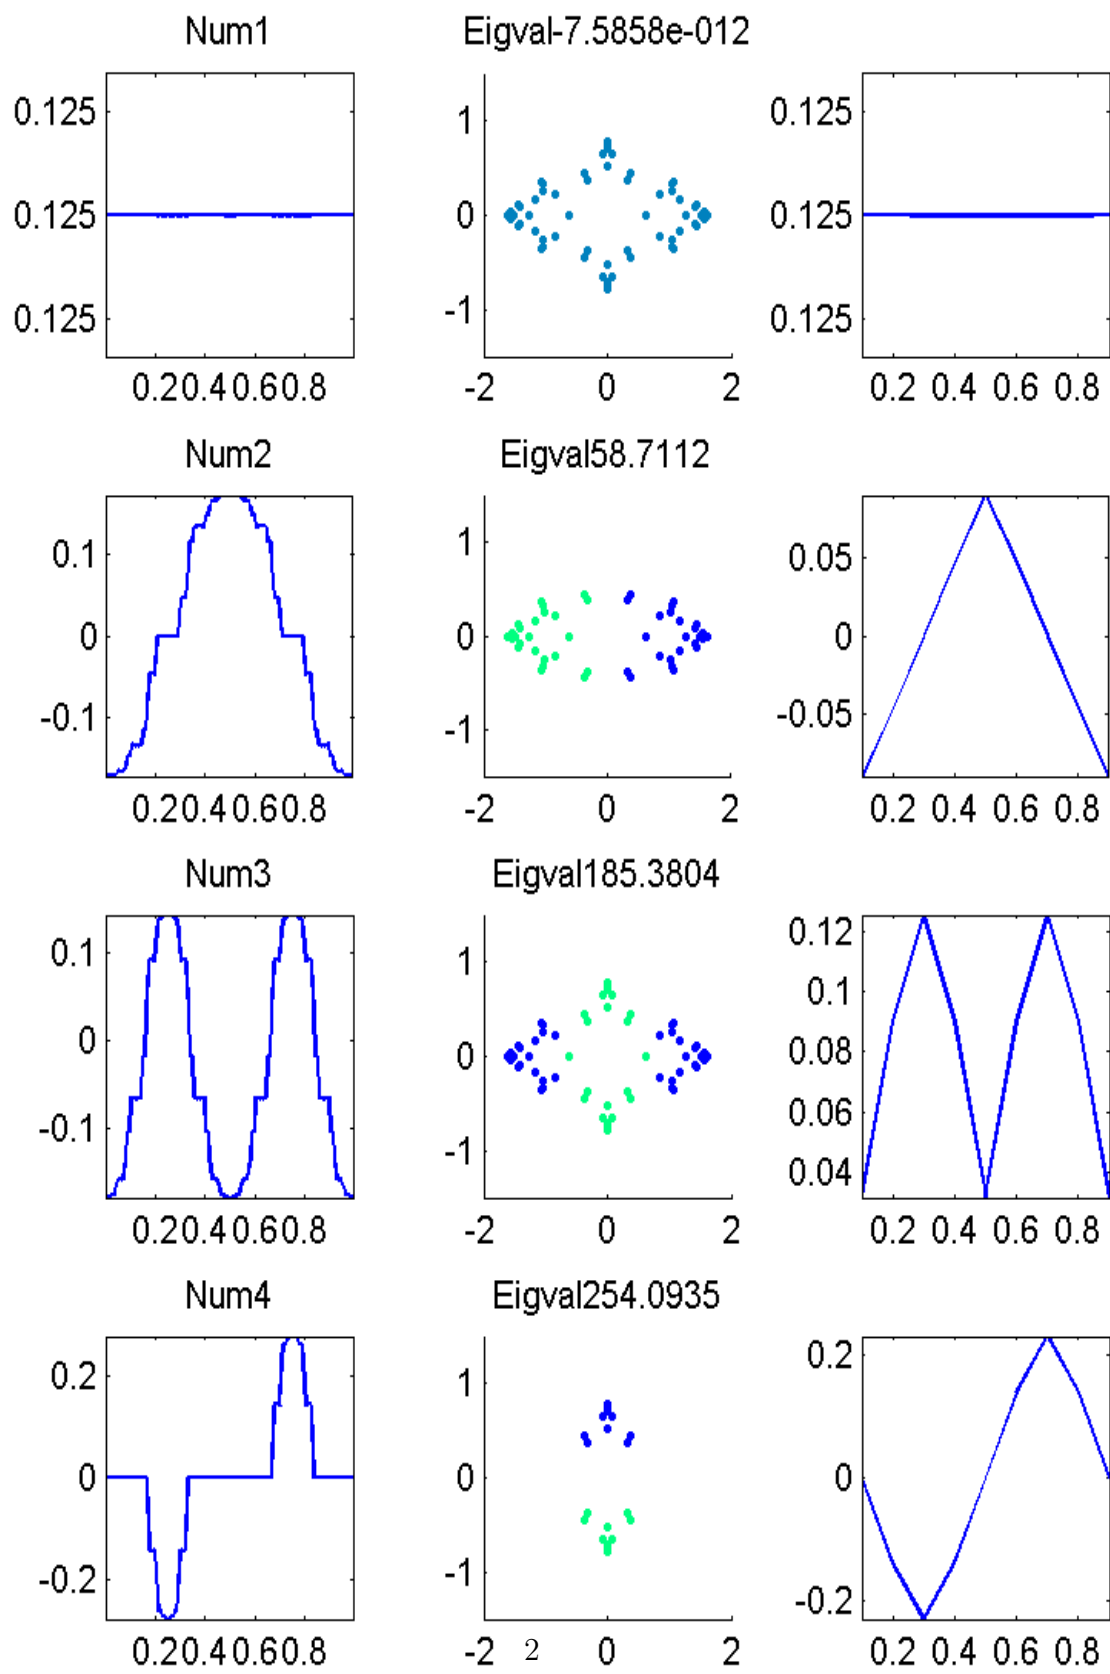 Num1 Eigval-7.5858e-012
0.125 1 0.125
0.125 0 0.125
0.125 -1 0.125
0.20.40.60.8 -2 0 2 0.2 0.4 0.6 0.8
Num2 Eigval58.7112
0.1 1 0.05
0 0 0
-0.1 -1 -0.05
0.20.40.60.8 -2 0 2 0.2 0.4 0.6 0.8
Num3 Eigval185.3804
0.1 1 0.12
0.1
0 0 0.08
0.06
-0.1 -1 0.04
0.20.40.60.8 -2 0 2 0.2 0.4 0.6 0.8
Num4 Eigval254.0935
0.2 1 0.2
0 0 0
-0.2 -1 -0.2
0.20.40.60.8 -2 0 2 0.2 0.4 0.6 0.8
2